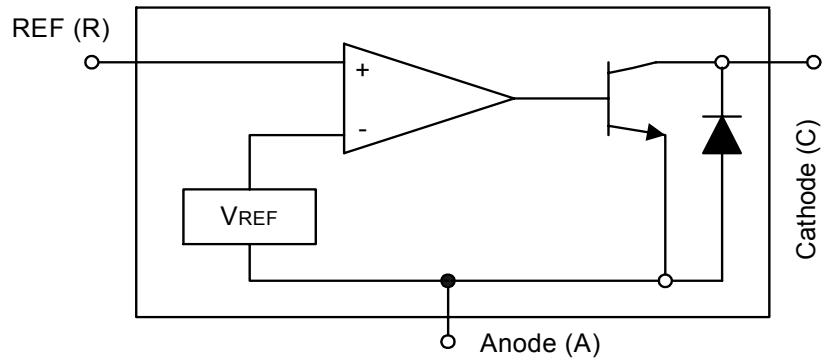 REF (R)
+
-
VREF
Cathode (C)
Anode (A)